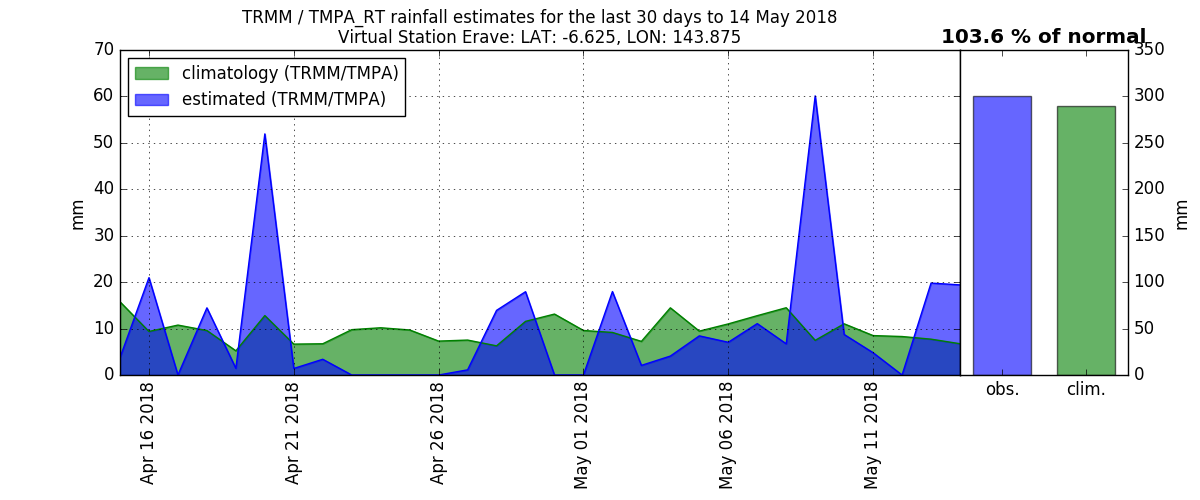 TRMM / TMPA_RT rainfall estimates for the last 30 days to 14 May 2018
Virtual Station Erave: LAT: -6.625, LON: 143.875
103.6 % of normal
climatology (TRMM/TMPA)
estimated (TRMM/TMPA)
70
60
50
40
30
20
10
0
mm
350
300
250
200
150
100
50
0
mm
Apr 16 2018
Apr 21 2018
Apr 26 2018
May 01 2018
May 06 2018
May 11 2018
obs.
clim.